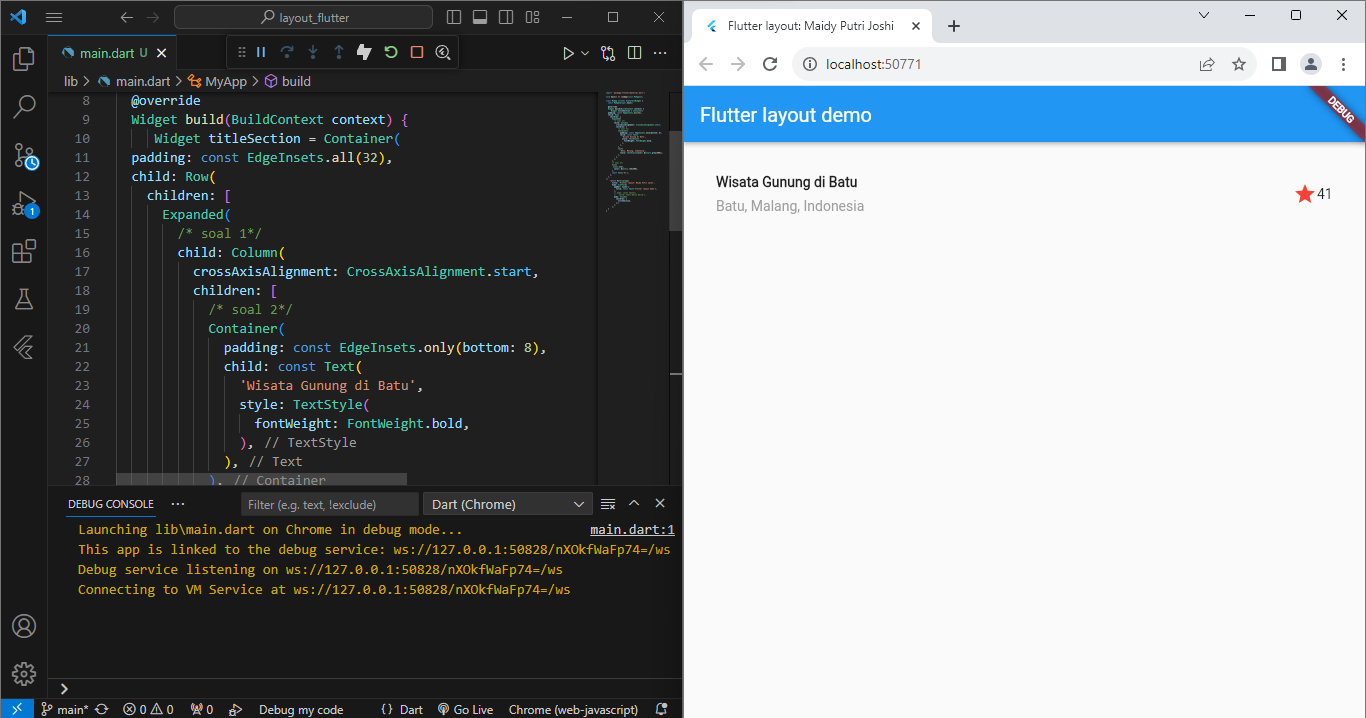 layout_flutter
main.dart U
lib > main.dart > MyApp > build
8 @override
9 Widget build(BuildContext context) {
10 Widget titleSection = Container(
11 padding: const EdgeInsets.all(32),
12 child: Row(
13 children: [
14 Expanded(
15 /* soal 1*/
16 child: Column(
17 crossAxisAlignment: CrossAxisAlignment.start,
18 children: [
19 /* soal 2*/
20 Container(
21 padding: const EdgeInsets.only(bottom: 8),
22 child: const Text(
23 'Wisata Gunung di Batu',
24 style: TextStyle(
25 fontWeight: FontWeight.bold,
26 ), // TextStyle
27 ), // Text
28 ), // Container
DEBUG CONSOLE
Filter (e.g. text, !exclude)
Dart (Chrome)
Launching lib\main.dart on Chrome in debug mode... main.dart:1
This app is linked to the debug service: ws://127.0.0.1:50828/nXOkfWaFp74=/ws
Debug service listening on ws://127.0.0.1:50828/nXOkfWaFp74=/ws
Connecting to VM Service at ws://127.0.0.1:50828/nXOkfWaFp74=/ws
1
main* 0 0 0 Debug my code {} Dart Go Live Chrome (web-javascript)
Flutter layout: Maidy Putri Joshi
localhost:50771
Flutter layout demo
DEBUG
Wisata Gunung di Batu
41
Batu, Malang, Indonesia